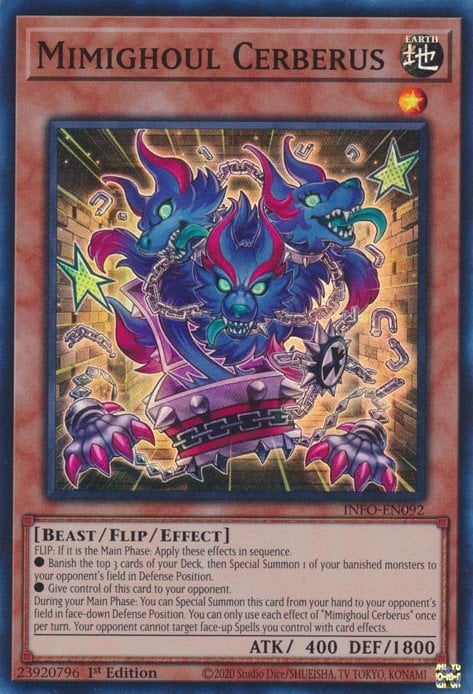 MIMIGHOUL CERBERUS
EARTH
地
INFO-EN092
[BEAST/FLIP/EFFECT]
FLIP: If it is the Main Phase: Apply these effects in sequence.
● Banish the top 3 cards of your Deck, then Special Summon 1 of your banished monsters to
your opponent's field in Defense Position.
● Give control of this card to your opponent.
During your Main Phase: You can Special Summon this card from your hand to your opponent's
field in face-down Defense Position. You can only use each effect of "Mimighoul Cerberus" once
per turn. Your opponent cannot target face-up Spells you control with card effects.
ATK/ 400 DEF/1800
23920796 1st Edition ©2020 Studio Dice/SHUEISHA, TV TOKYO, KONAMI